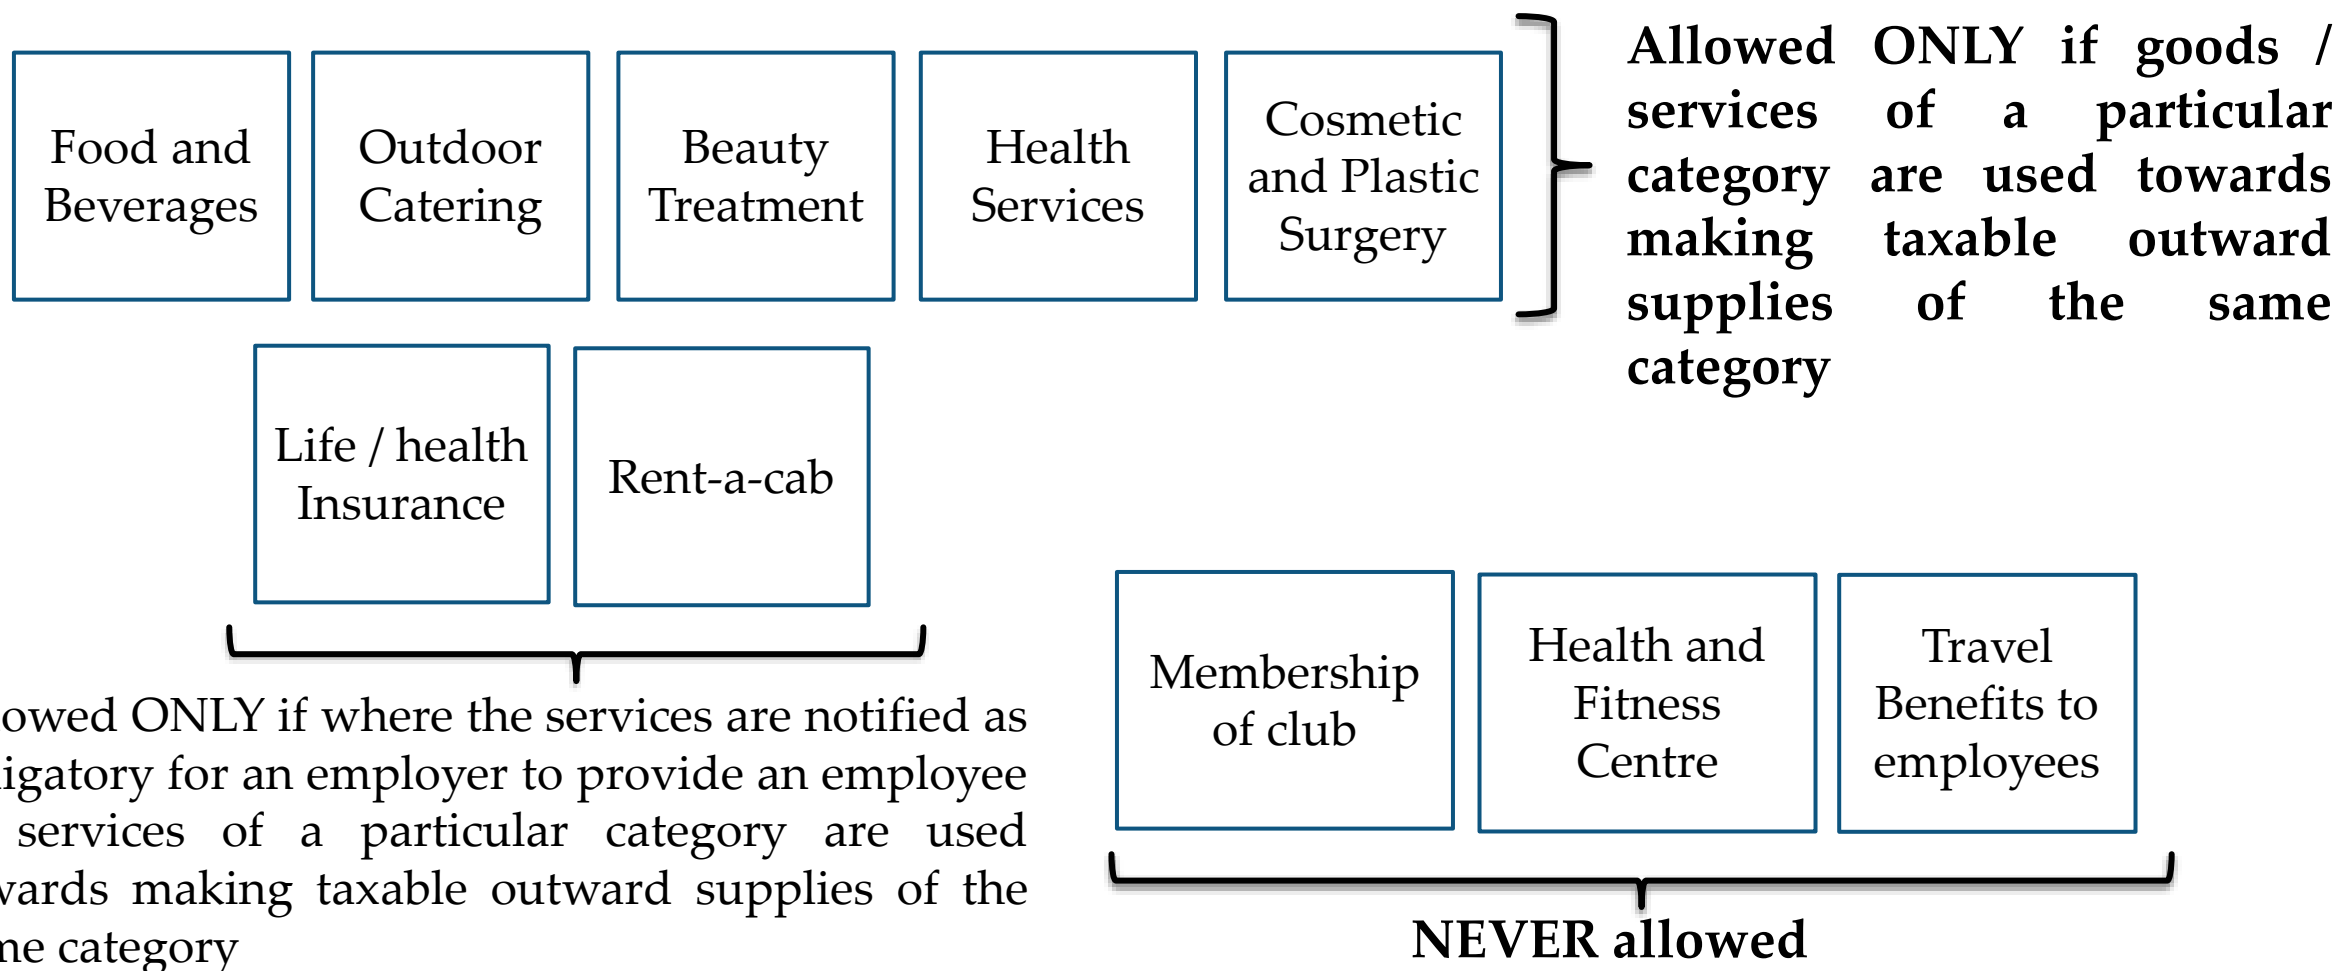 Food and
Beverages
Outdoor
Catering
Beauty
Treatment
Health
Services
Cosmetic
and Plastic
Surgery
Allowed ONLY if goods /
services of a particular
category are used towards
making taxable outward
supplies of the same
category
Life / health
Insurance
Rent-a-cab
owed ONLY if where the services are notified as
igatory for an employer to provide an employee
services of a particular category are used
wards making taxable outward supplies of the
me category
Membership
of club
Health and
Fitness
Centre
Travel
Benefits to
employees
NEVER allowed